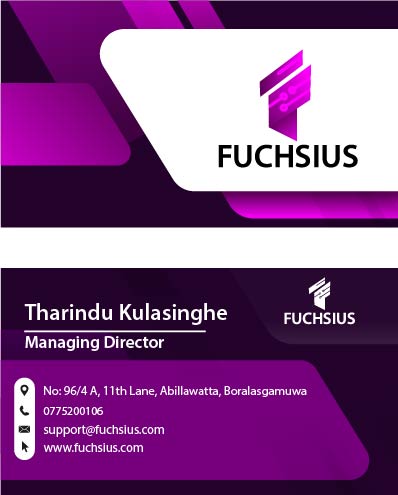 FUCHSIUS
Tharindu Kulasinghe
Managing Director
FUCHSIUS
No: 96/4 A, 11th Lane, Abillawatta, Boralasgamuwa
0775200106
support@fuchsius.com
www.fuchsius.com